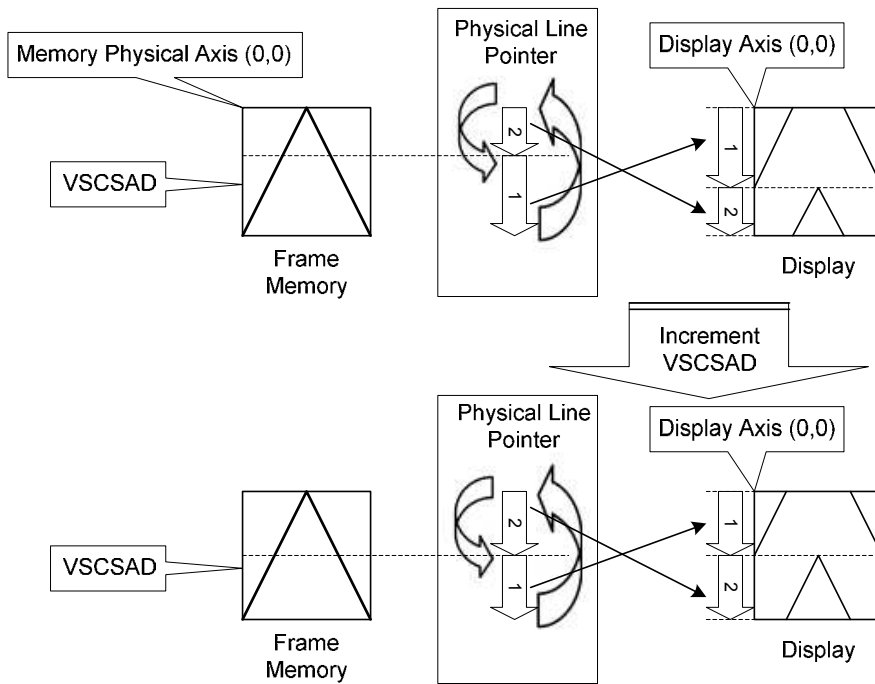 Memory Physical Axis (0,0)
Physical Line
Pointer
Display Axis (0,0)
VSCSAD
2
1
1
2
Frame
Memory
Display
Increment
VSCSAD
Physical Line
Pointer
Display Axis (0,0)
VSCSAD
2
1
1
2
Frame
Memory
Display